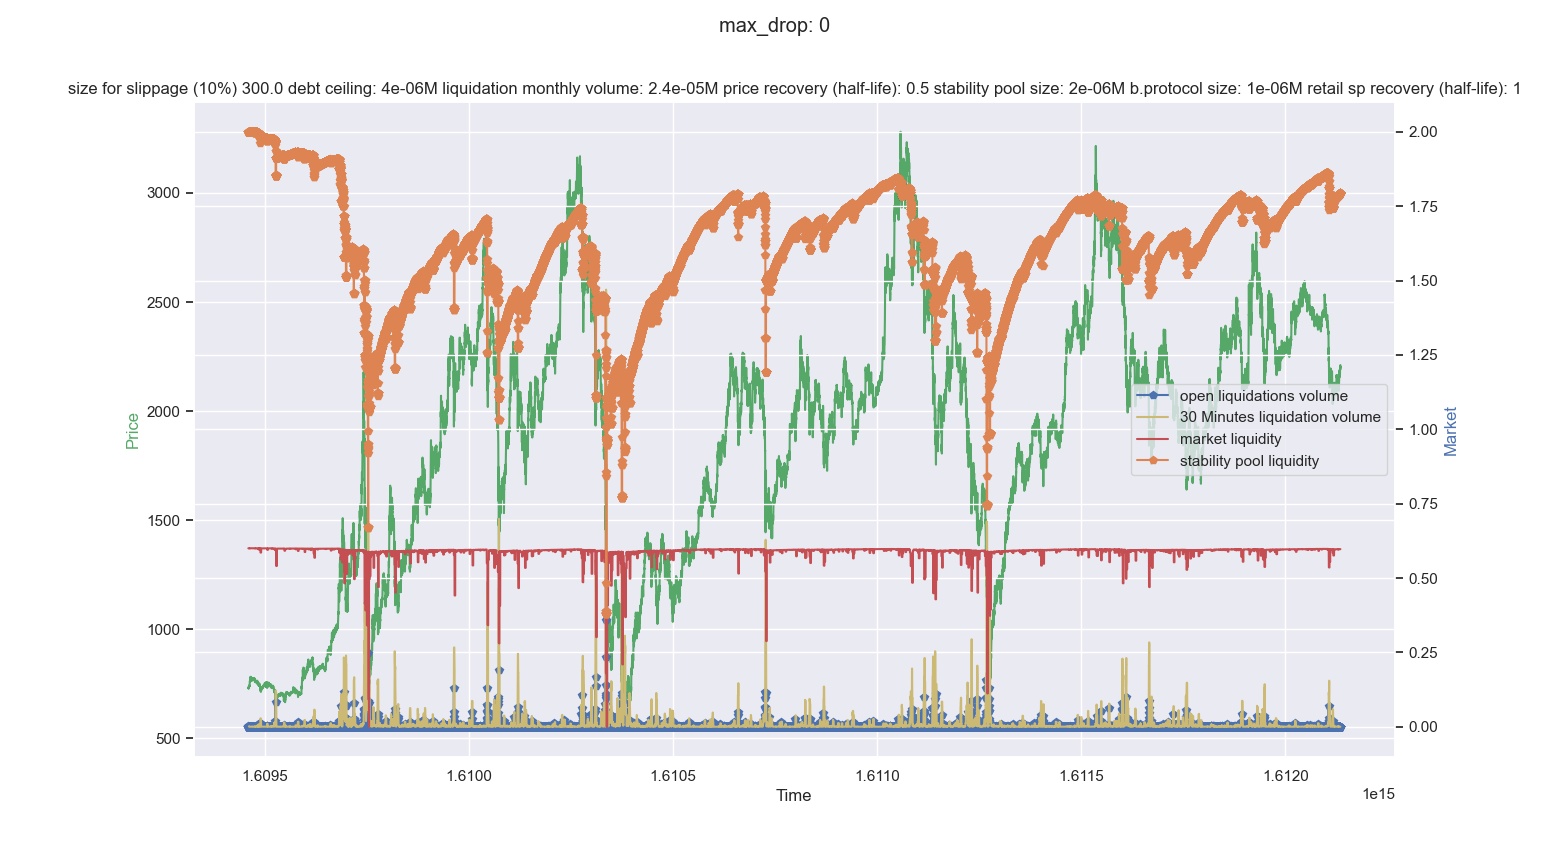 max_drop: 0
size for slippage (10%) 300.0 debt ceiling: 4e-06M liquidation monthly volume: 2.4e-05M price recovery (half-life): 0.5 stability pool size: 2e-06M b.protocol size: 1e-06M retail sp recovery (half-life): 1
2.00
3000
1.75
2500
1.50
1.25
open liquidations volume
2000
30 Minutes liquidation volume
Price
1.00
Market
market liquidity
stability pool liquidity
0.75
1500
0.50
1000
0.25
0.00
500
1.6095 1.6100 1.6105 1.6110 1.6115 1.6120
Time
1e15